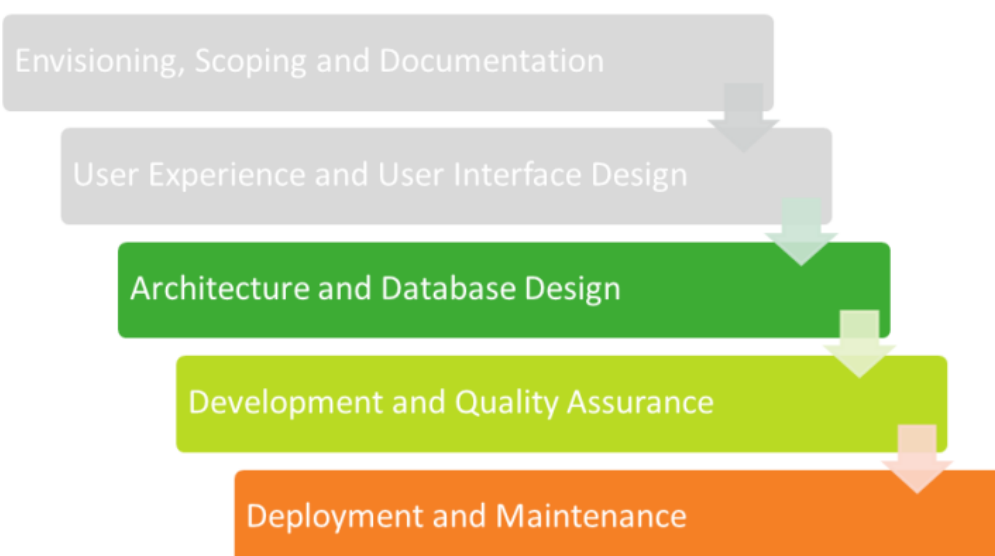 Envisioning, Scoping and Documentation
User Experience and User Interface Design
Architecture and Database Design
Development and Quality Assurance
Deployment and Maintenance